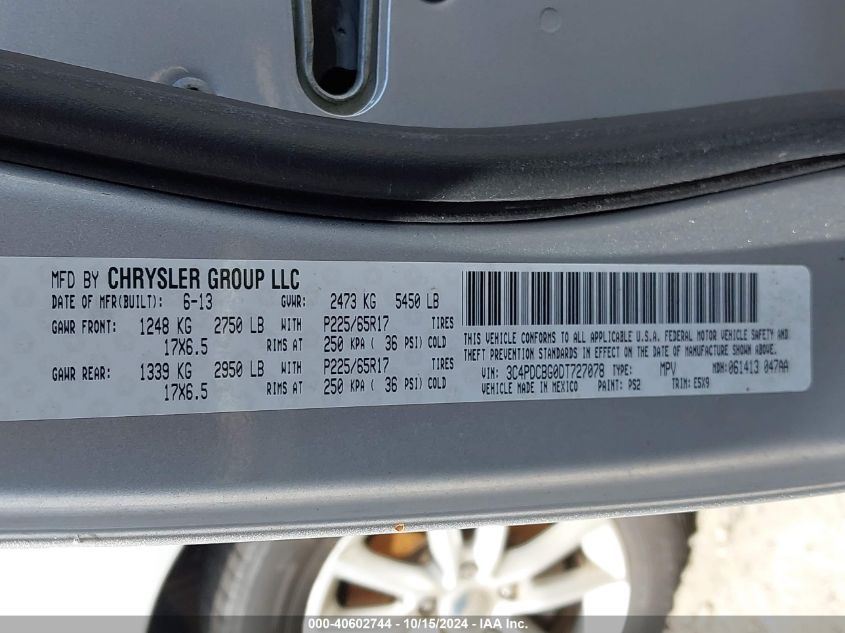 MFD BY CHRYSLER GROUP LLC
DATE OF MFR(BUILT): 6-13 GVWR: 2473 KG 5450 LB
GAWR FRONT: 1248 KG 2750 LB WITH P225/65R17 TIRES
17X6.5 RIMS AT 250 KPA ( 36 PSI) COLD
GAWR REAR: 1339 KG 2950 LB WITH P225/65R17 TIRES
17X6.5 RIMS AT 250 KPA ( 36 PSI) COLD
THIS VEHICLE CONFORMS TO ALL APPLICABLE U.S.A. FEDERAL MOTOR VEHICLE SAFETY AND
THEFT PREVENTION STANDARDS IN EFFECT ON THE DATE OF MANUFACTURE SHOWN ABOVE.
VIN: 3C4PDCBG0DT727078 TYPE: MPV MDH: 061413 047AA
VEHICLE MADE IN MEXICO PAINT: PS2 TRIM: E5X9
000-40602744 - 10/15/2024 - IAAI.com